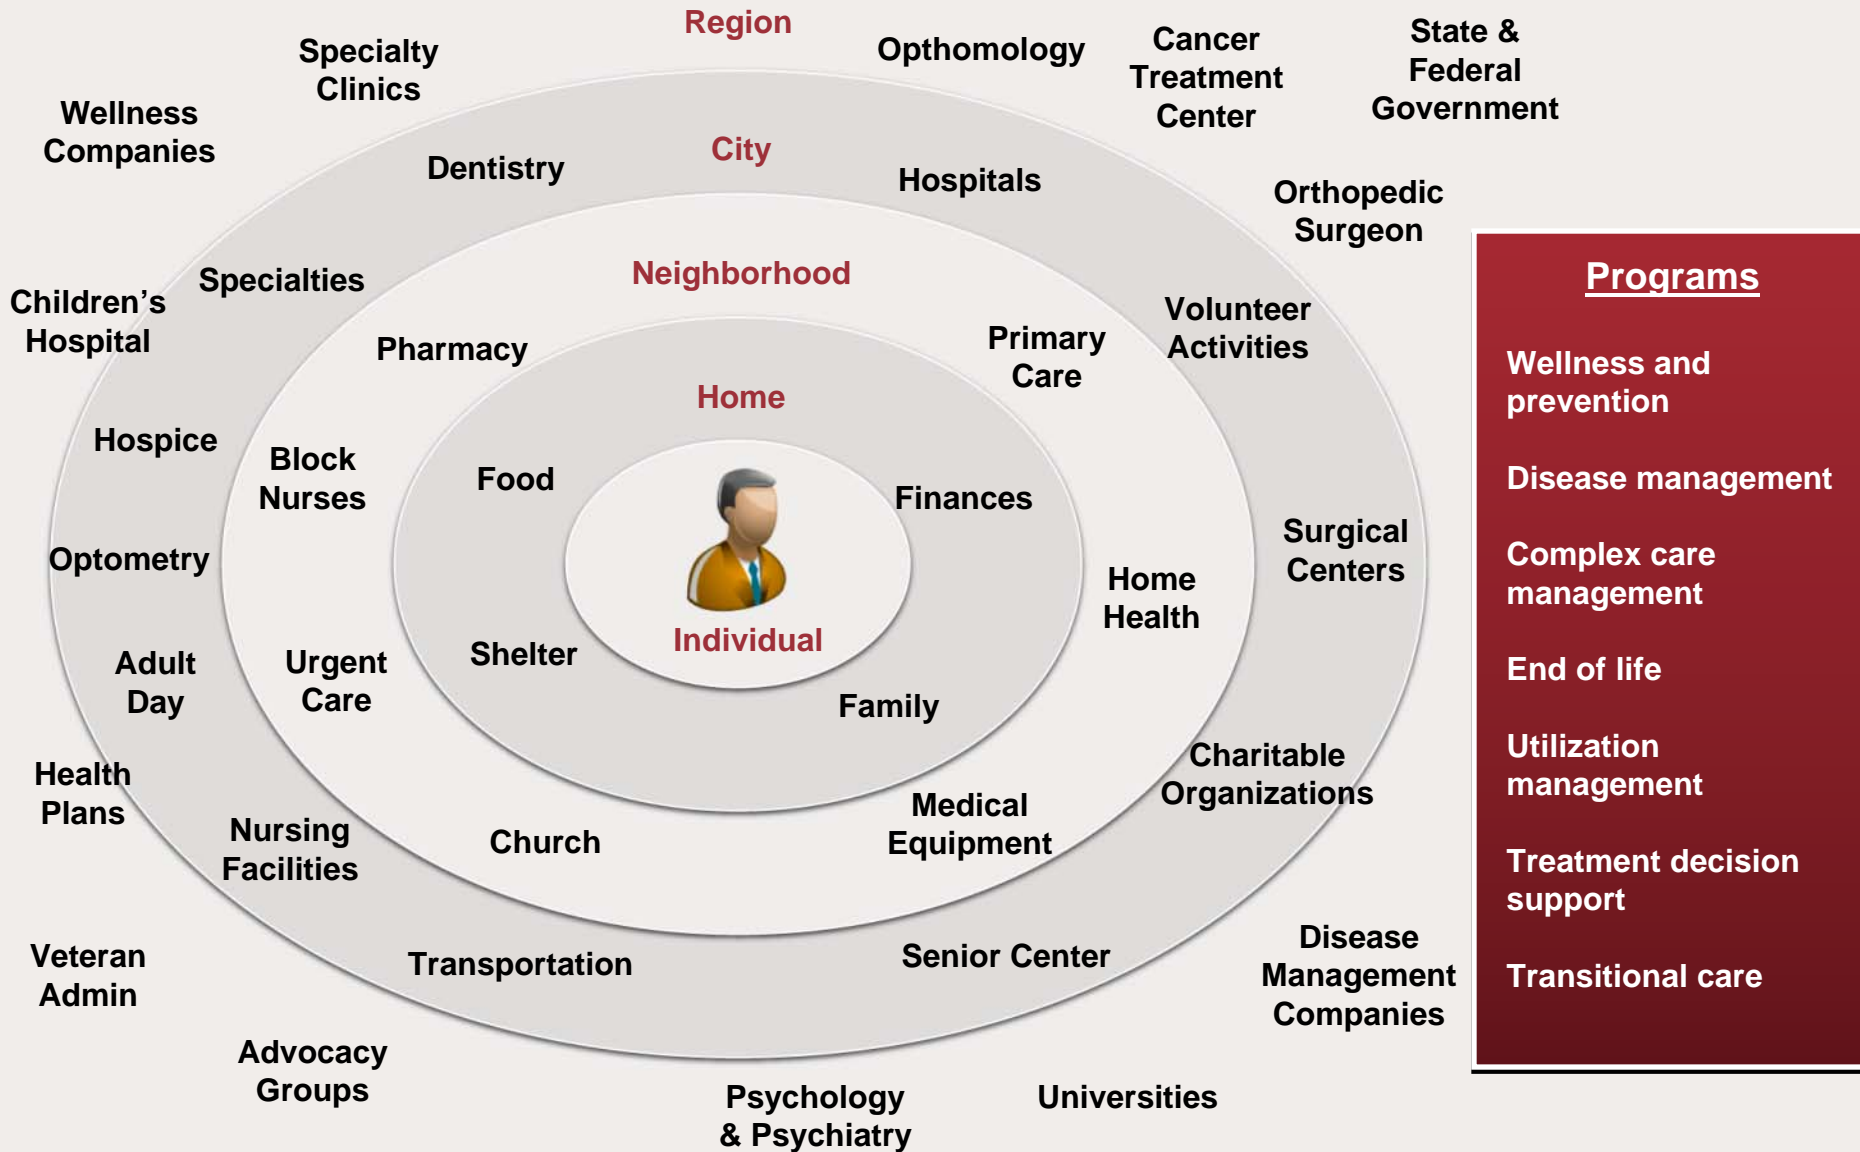 Region
Specialty
Clinics
Opthomology
Cancer
Treatment
Center
State &
Federal
Government
Wellness
Companies
City
Dentistry
Hospitals
Orthopedic
Surgeon
Specialties
Neighborhood
Children's
Hospital
Volunteer
Activities
Pharmacy
Primary
Care
Home
Hospice
Block
Nurses
Food
Finances
Optometry
Surgical
Centers
Home
Health
Individual
Adult
Day
Urgent
Care
Shelter
Family
Health
Plans
Charitable
Organizations
Nursing
Facilities
Church
Medical
Equipment
Veteran
Admin
Transportation
Senior Center
Disease
Management
Companies
Advocacy
Groups
Psychology
& Psychiatry
Universities
Programs
Wellness and
prevention
Disease management
Complex care
management
End of life
Utilization
management
Treatment decision
support
Transitional care